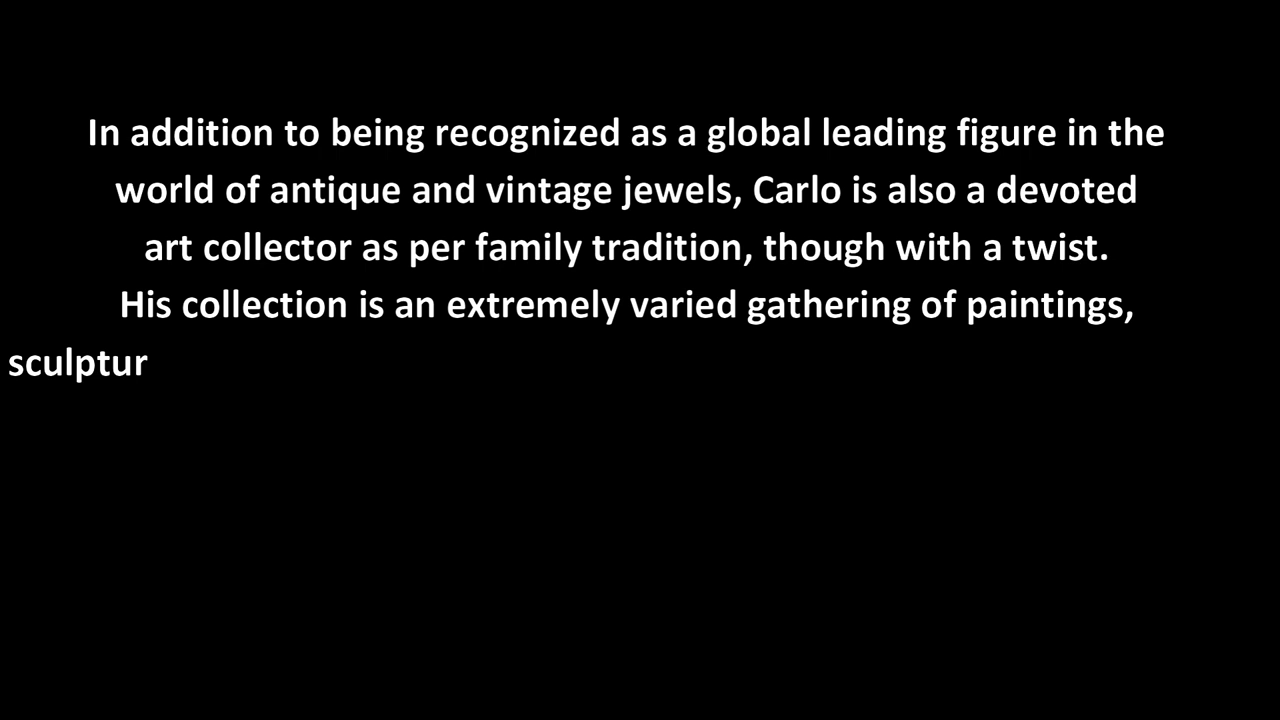 In addition to being recognized as a global leading figure in the
world of antique and vintage jewels, Carlo is also a devoted
art collector as per family tradition, though with a twist.
His collection is an extremely varied gathering of paintings,
sculptur